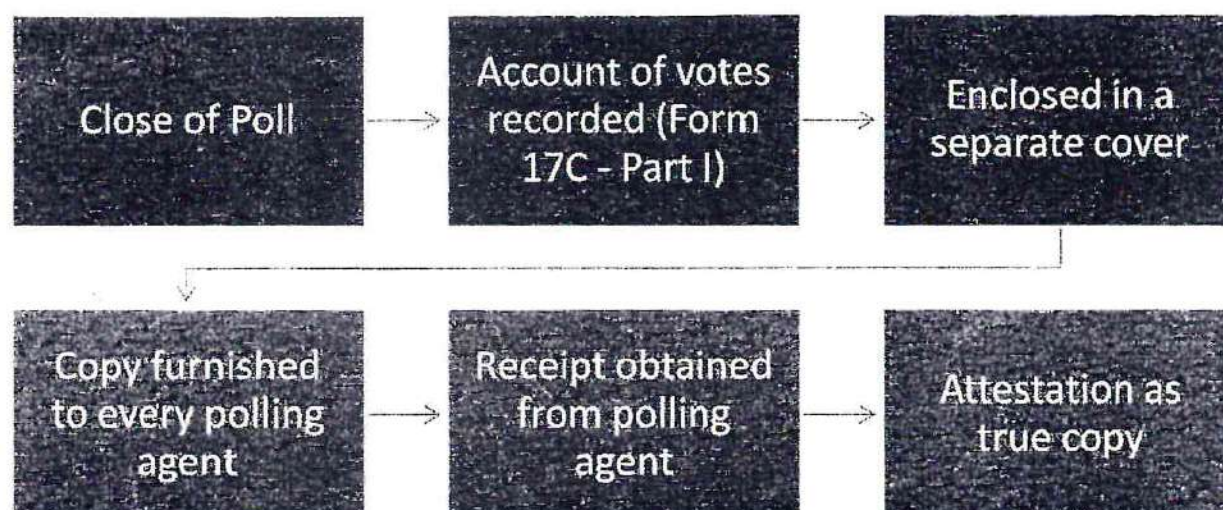 Close of Poll
Account of votes
recorded (Form
17C - Part I)
Enclosed in a
separate cover
Copy furnished
to every polling
agent
Receipt obtained
from polling
agent
Attestation as
true copy